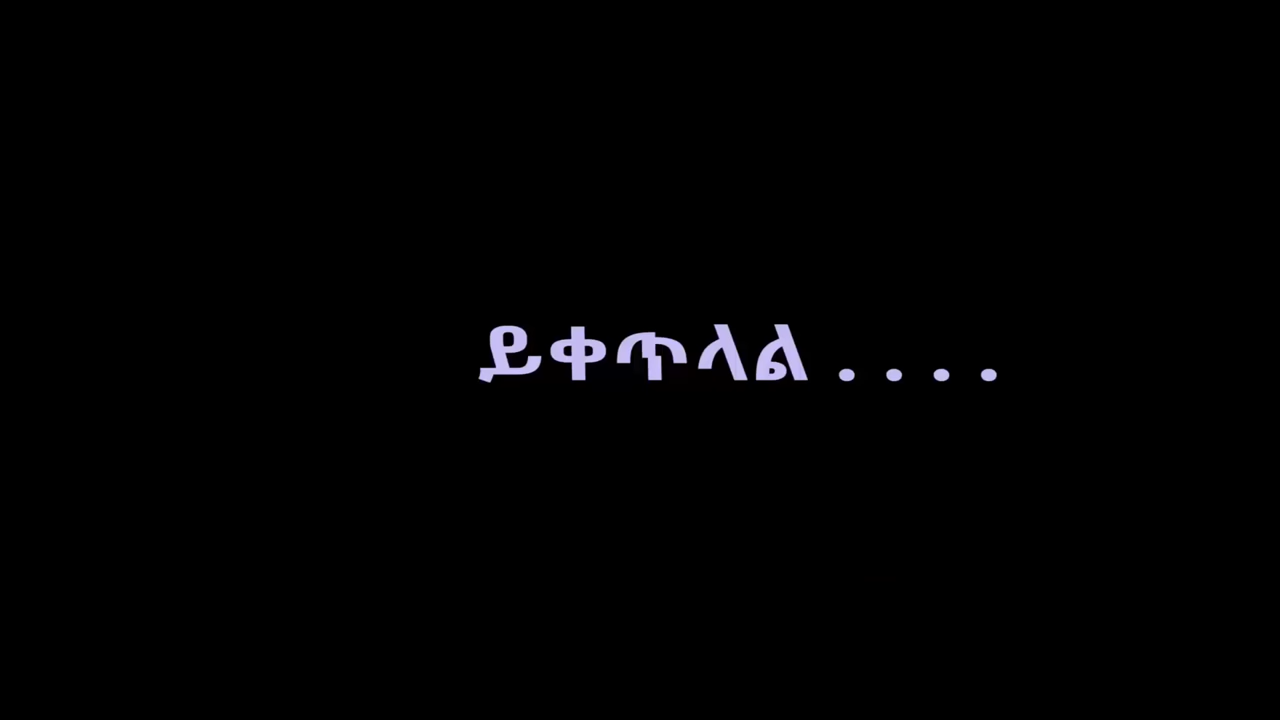 ይቀጥላል . . . .